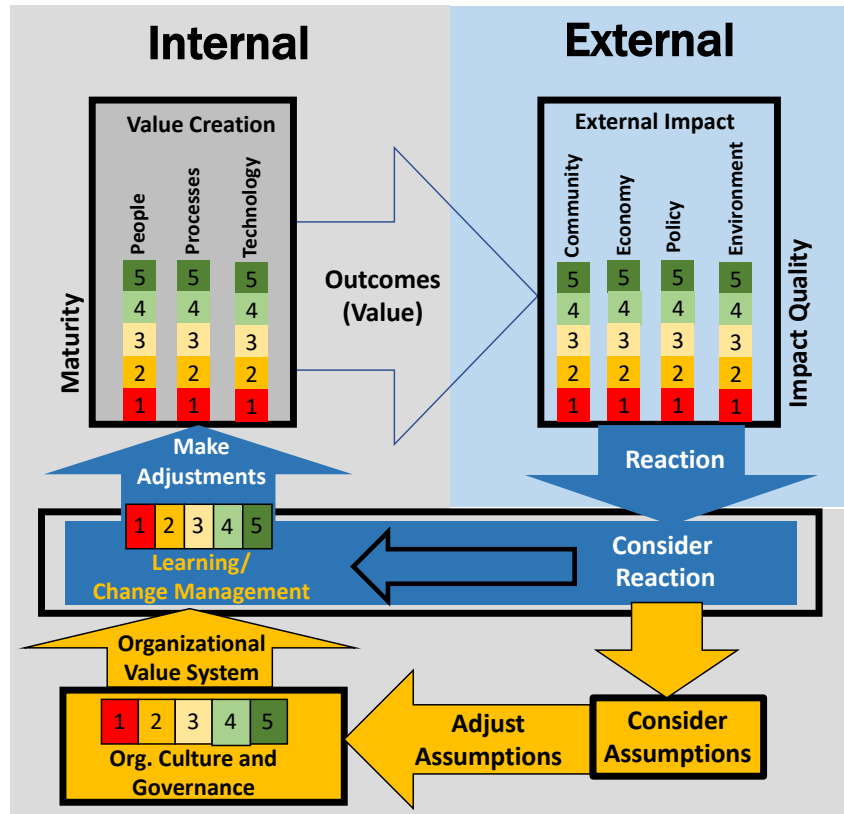 Internal
External
Value Creation
People
Processes
Technology
5 5 5
4 4 4
3 3 3
2 2 2
1 1 1
Maturity
Outcomes
(Value)
External Impact
Community
Economy
Policy
Environment
5 5 5 5
4 4 4 4
3 3 3 3
2 2 2 2
1 1 1 1
Impact Quality
Make
Adjustments
Reaction
1 2 3 4 5
Learning/
Change Management
Consider
Reaction
Organizational
Value System
1 2 3 4 5
Org. Culture and
Governance
Adjust
Assumptions
Consider
Assumptions